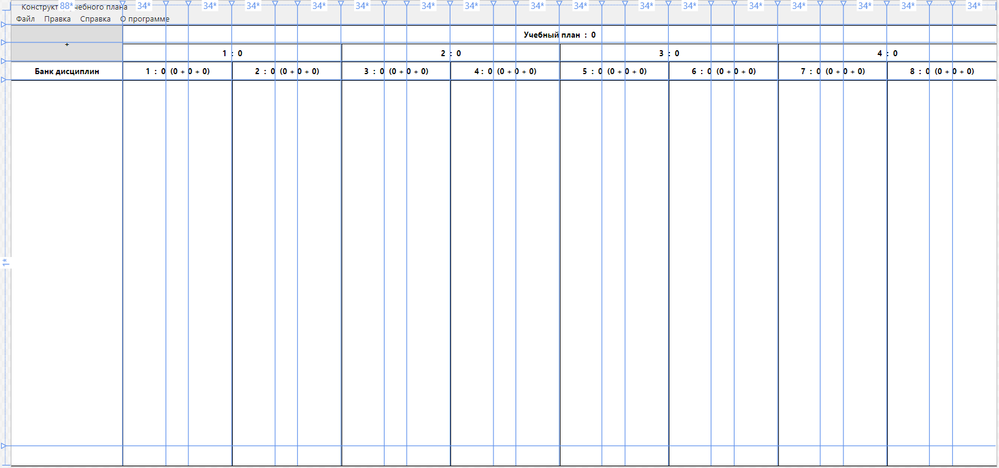 Конструкт 88* чебного плана 34* 34* 34* 34* 34* 34* 34* 34* 34* 34* 34* 34* 34* 34* 34* 34*
Файл Правка Справка О программе
Учебный план : 0
+
1 : 0 2 : 0 3 : 0 4 : 0
Банк дисциплин 1 : 0 (0 + 0 + 0) 2 : 0 (0 + 0 + 0) 3 : 0 (0 + 0 + 0) 4 : 0 (0 + 0 + 0) 5 : 0 (0 + 0 + 0) 6 : 0 (0 + 0 + 0) 7 : 0 (0 + 0 + 0) 8 : 0 (0 + 0 + 0)
1*